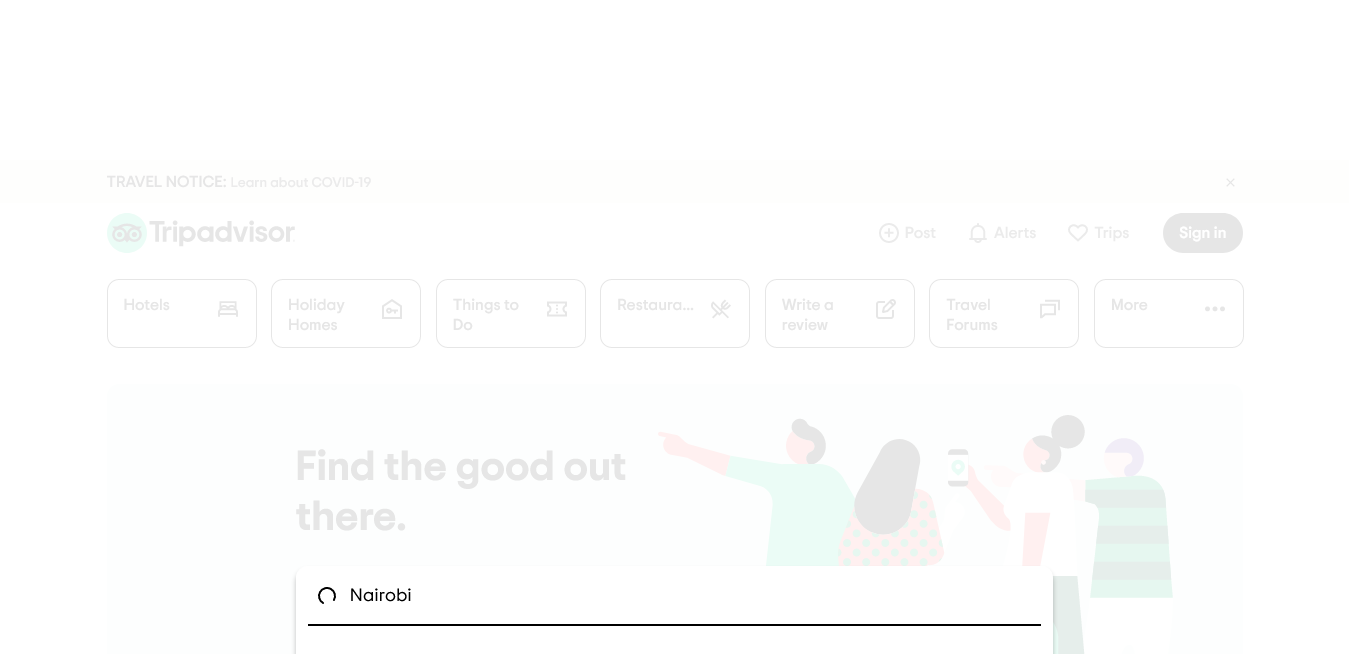 TRAVEL NOTICE: Learn about COVID-19
Tripadvisor
Post
Alerts
Trips
Sign in
Hotels
Holiday
Homes
Things to
Do
Restaura...
Write a
review
Travel
Forums
More
Find the good out
there.
Nairobi